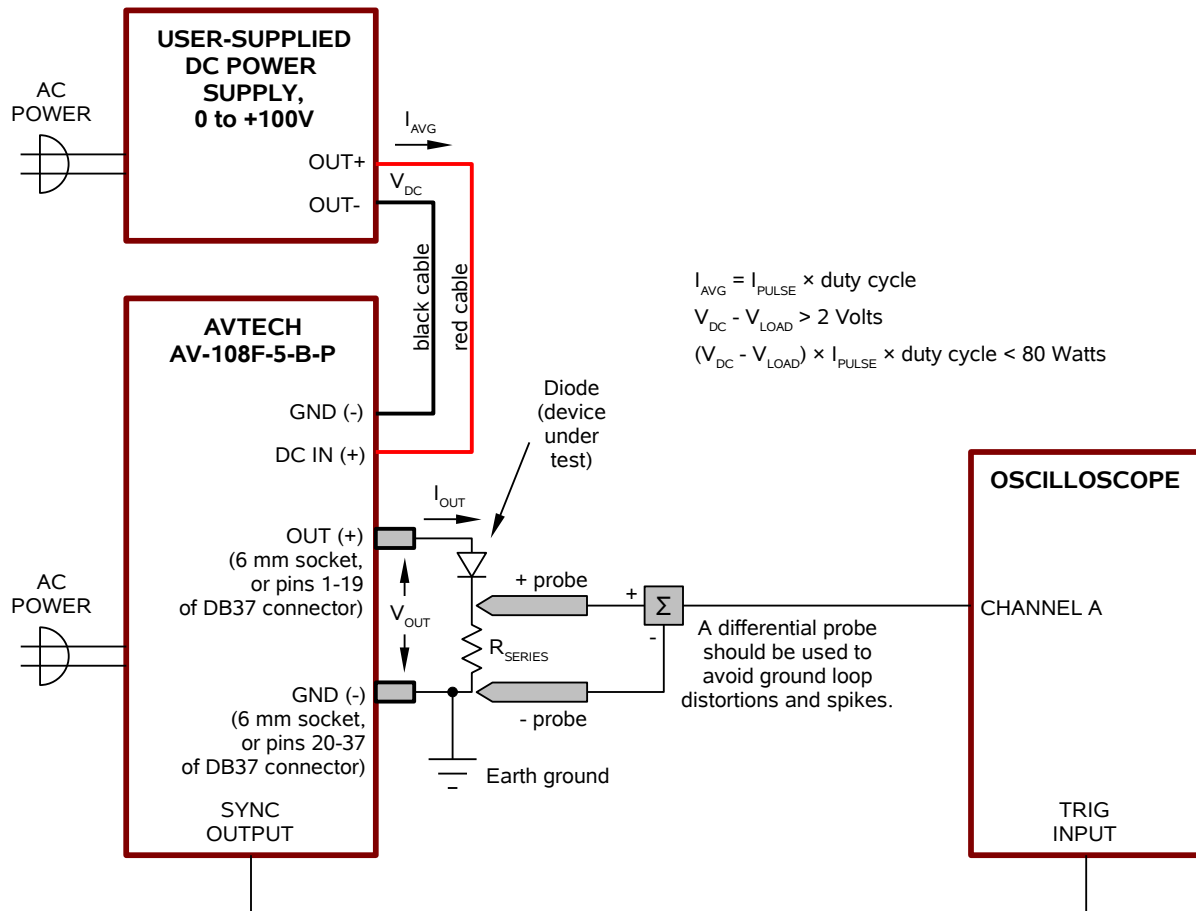 USER-SUPPLIED
DC POWER
SUPPLY,
0 to +100V
AC
POWER
OUT+
OUT-
I_AVG
V_DC
black cable
red cable
I_AVG = I_PULSE × duty cycle
V_DC - V_LOAD > 2 Volts
(V_DC - V_LOAD) × I_PULSE × duty cycle < 80 Watts
AVTECH
AV-108F-5-B-P
GND (-)
DC IN (+)
Diode
(device
under
test)
I_OUT
OUT (+)
(6 mm socket,
or pins 1-19
of DB37 connector)
AC
POWER
V_OUT
R_SERIES
+ probe
- probe
+
Σ
-
A differential probe
should be used to
avoid ground loop
distortions and spikes.
GND (-)
(6 mm socket,
or pins 20-37
of DB37 connector)
Earth ground
SYNC
OUTPUT
OSCILLOSCOPE
CHANNEL A
TRIG
INPUT